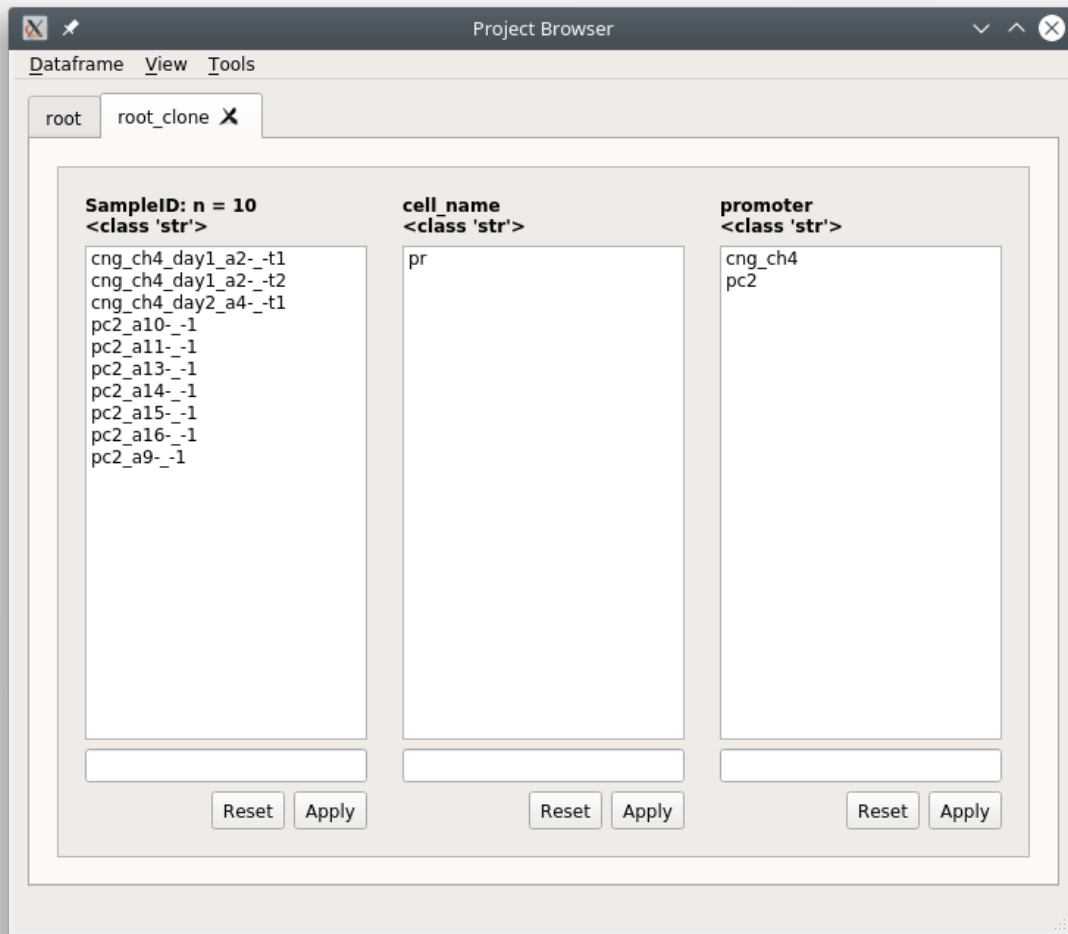 Project Browser
Dataframe View Tools
root
root_clone
SampleID: n = 10
<class 'str'>
cng_ch4_day1_a2-_-t1
cng_ch4_day1_a2-_-t2
cng_ch4_day2_a4-_-t1
pc2_a10-_-1
pc2_a11-_-1
pc2_a13-_-1
pc2_a14-_-1
pc2_a15-_-1
pc2_a16-_-1
pc2_a9-_-1
Reset Apply
cell_name
<class 'str'>
pr
Reset Apply
promoter
<class 'str'>
cng_ch4
pc2
Reset Apply